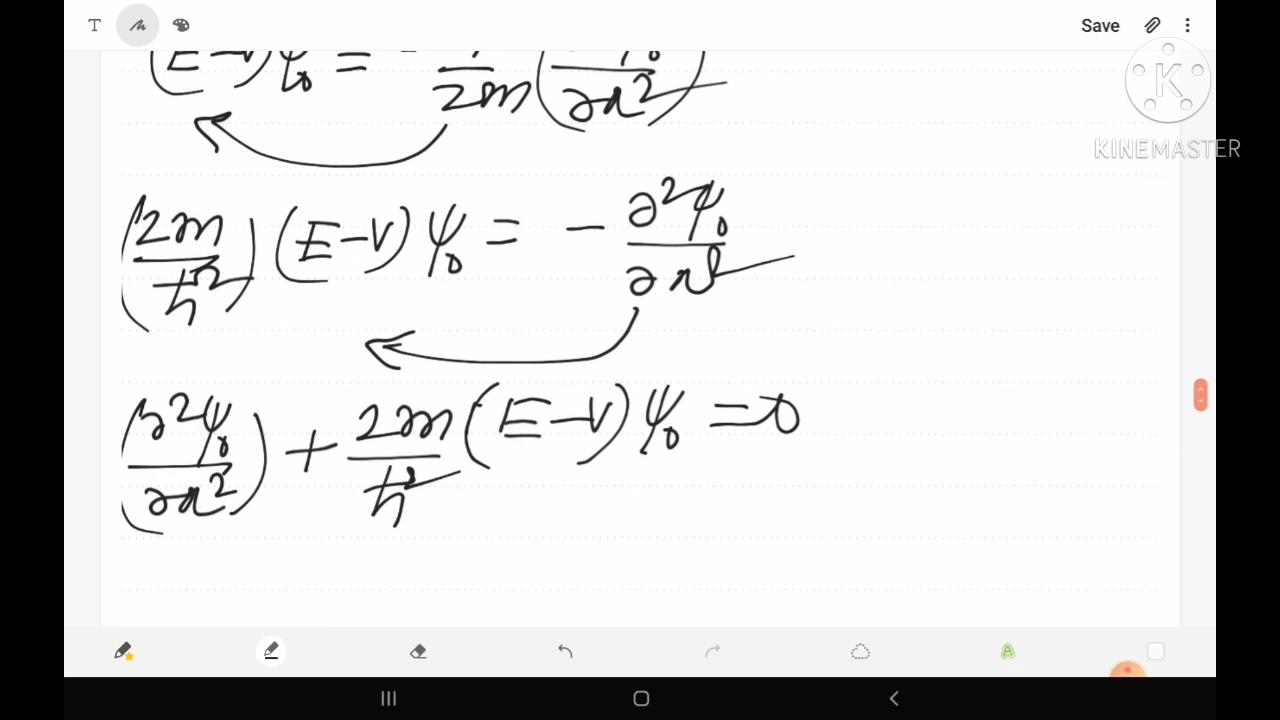 T Save
K
KINEMASTER
(E-V)ψ₀ = - ħ²/2m (∂²ψ₀/∂x²)
(2m/ħ²) (E-V) ψ₀ = - ∂²ψ₀/∂x²
(∂²ψ₀/∂x²) + 2m/ħ² (E-V) ψ₀ = 0
A